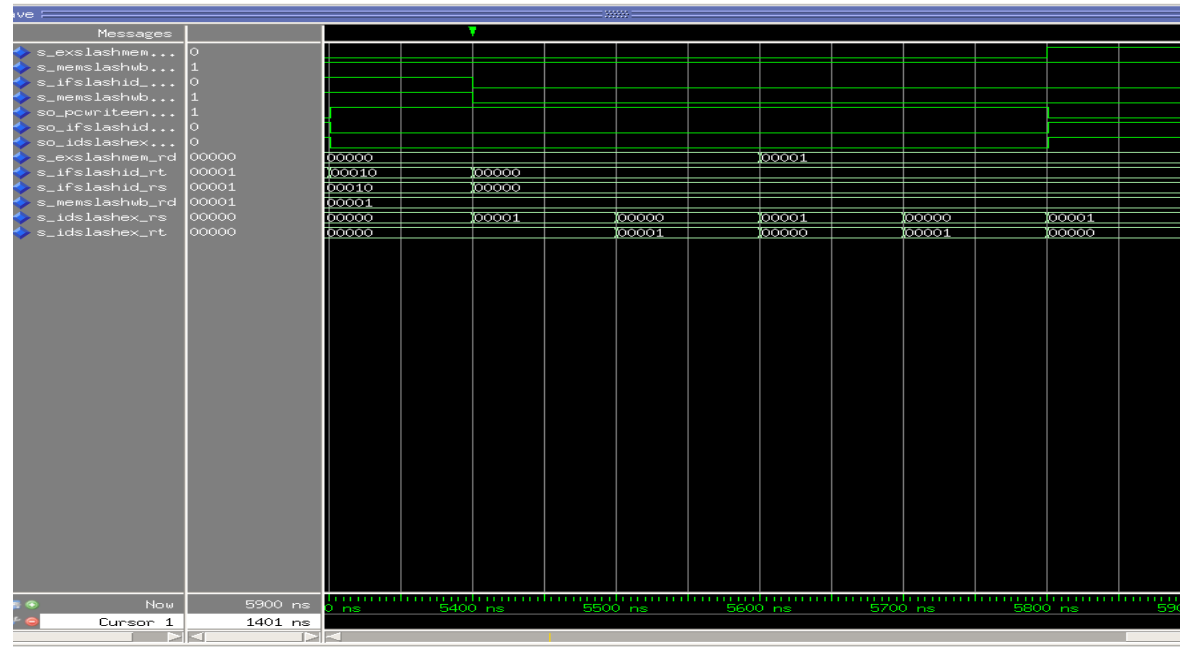 Messages
s_exslashmem... 0
s_memslashwb... 1
s_ifslashid_... 0
s_memslashwb... 1
so_pcwriteen... 1
so_ifslashid... 0
so_idslashex... 0
s_exslashmem_rd 00000 00000 00001
s_ifslashid_rt 00001 00010 00000
s_ifslashid_rs 00001 00010 00000
s_memslashwb_rd 00001 00001
s_idslashex_rs 00000 00000 00001 00000 00001 00000 00001
s_idslashex_rt 00000 00000 00001 00000 00001 00000
Now 5900 ns 0 ns 5400 ns 5500 ns 5600 ns 5700 ns 5800 ns 590
Cursor 1 1401 ns